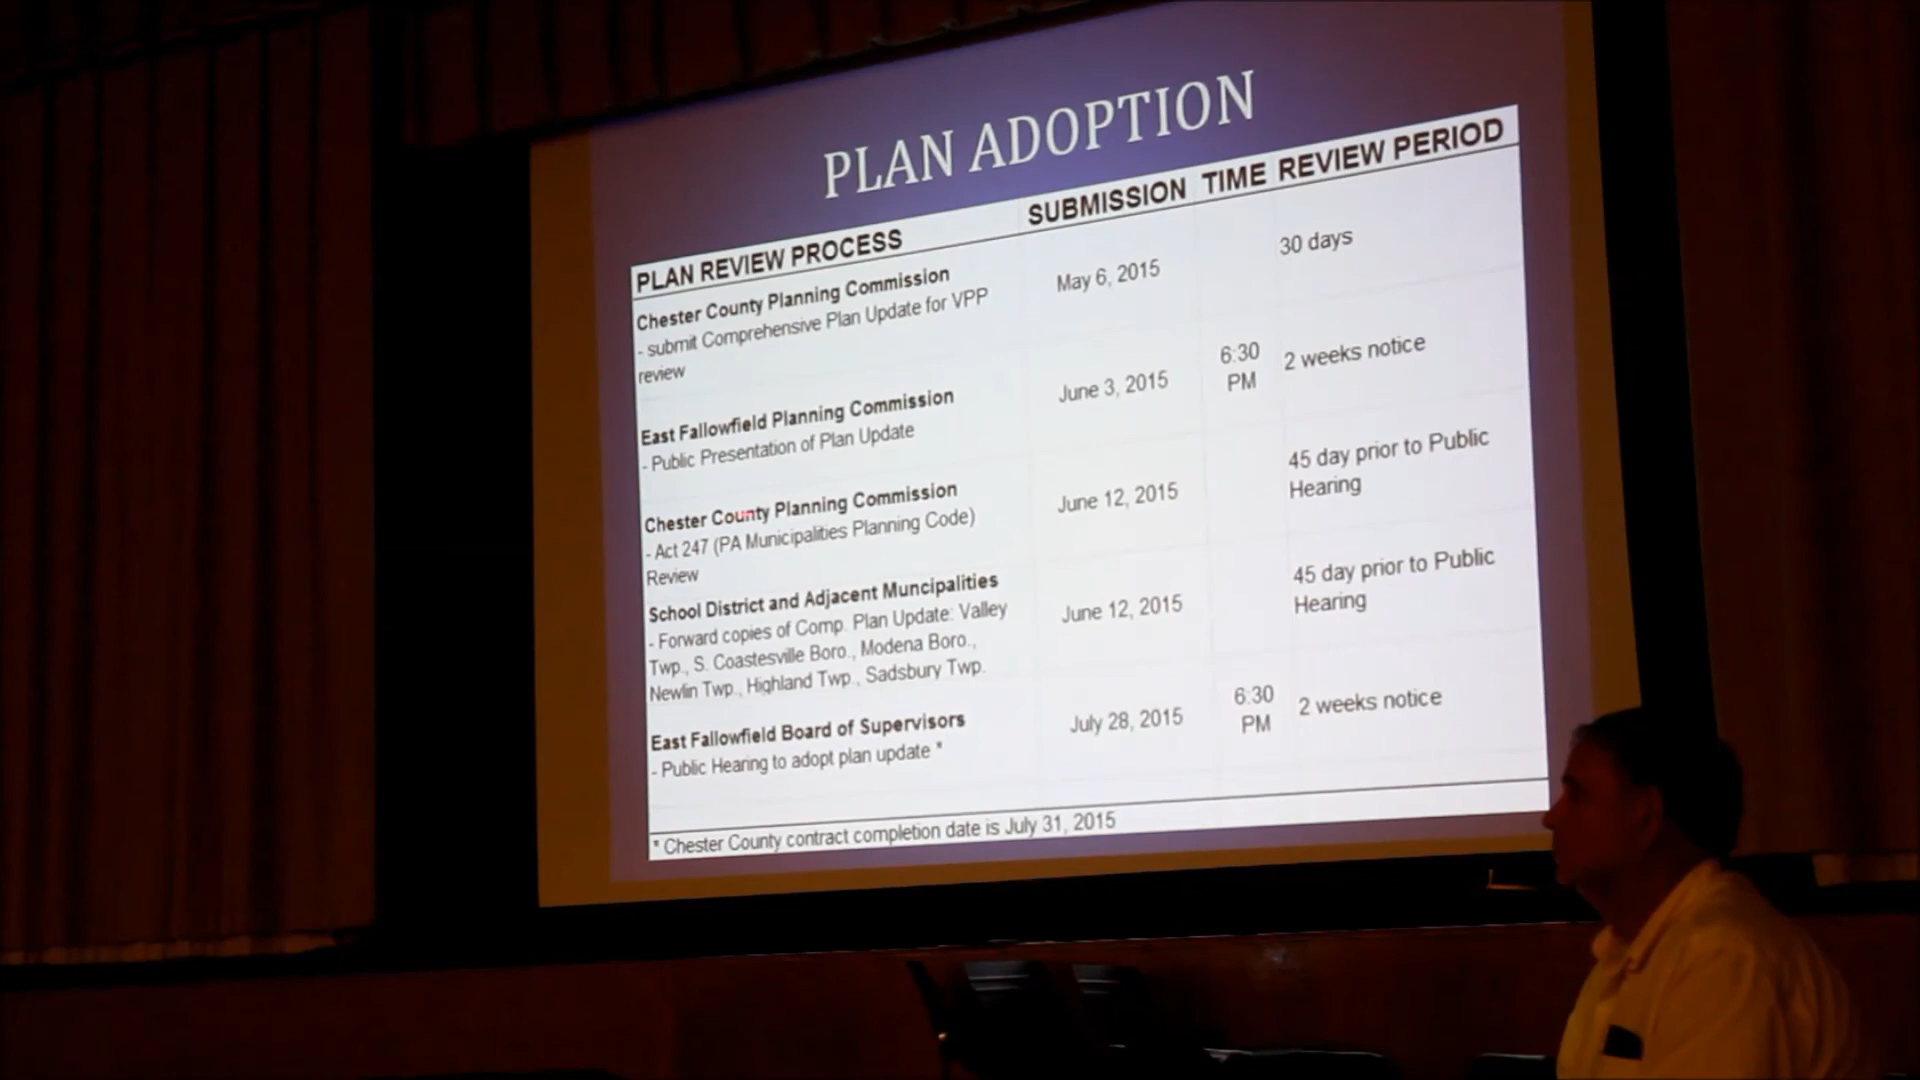 PLAN ADOPTION
PLAN REVIEW PROCESS SUBMISSION TIME REVIEW PERIOD
Chester County Planning Commission
- submit Comprehensive Plan Update for VPP
review
May 6, 2015
30 days
East Fallowfield Planning Commission
- Public Presentation of Plan Update
June 3, 2015
6:30
PM
2 weeks notice
Chester County Planning Commission
- Act 247 (PA Municipalities Planning Code)
Review
June 12, 2015
45 day prior to Public
Hearing
School District and Adjacent Muncipalities
- Forward copies of Comp. Plan Update: Valley
Twp., S. Coastesville Boro., Modena Boro.,
Newlin Twp., Highland Twp., Sadsbury Twp.
June 12, 2015
45 day prior to Public
Hearing
East Fallowfield Board of Supervisors
- Public Hearing to adopt plan update *
July 28, 2015
6:30
PM
2 weeks notice
* Chester County contract completion date is July 31, 2015